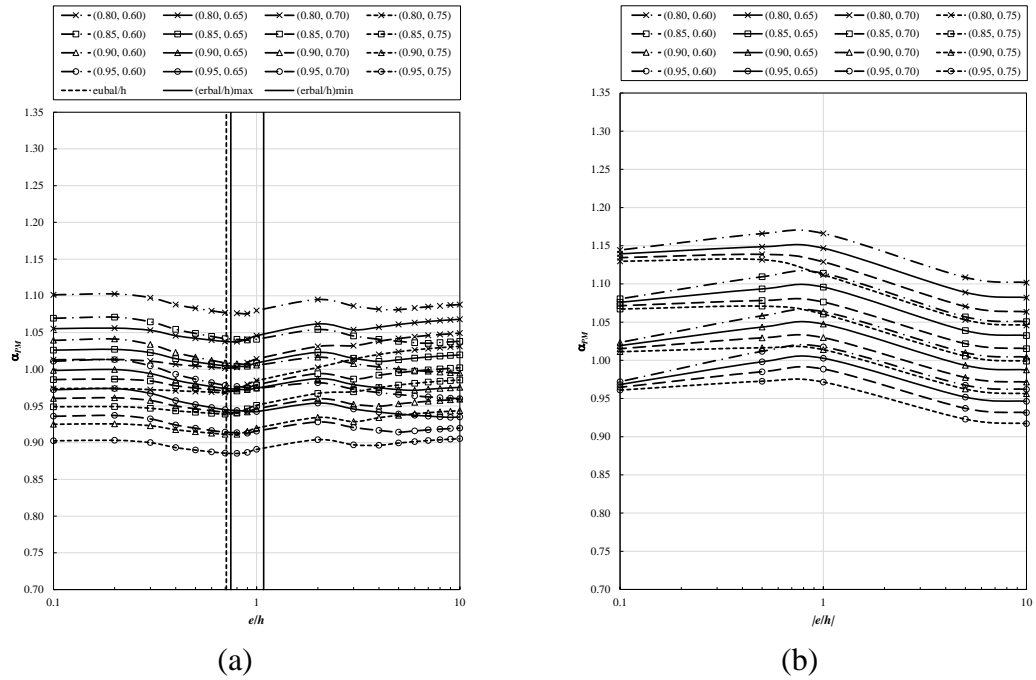 (0.80, 0.60) (0.80, 0.65) (0.80, 0.70) (0.80, 0.75)
(0.85, 0.60) (0.85, 0.65) (0.85, 0.70) (0.85, 0.75)
(0.90, 0.60) (0.90, 0.65) (0.90, 0.70) (0.90, 0.75)
(0.95, 0.60) (0.95, 0.65) (0.95, 0.70) (0.95, 0.75)
eubal/h (erbal/h)max (erbal/h)min
1.35
1.30
1.25
1.20
1.15
1.10
1.05
1.00
0.95
0.90
0.85
0.80
0.75
0.70
αPM
0.1 1 10
e/h
(a)
(0.80, 0.60) (0.80, 0.65) (0.80, 0.70) (0.80, 0.75)
(0.85, 0.60) (0.85, 0.65) (0.85, 0.70) (0.85, 0.75)
(0.90, 0.60) (0.90, 0.65) (0.90, 0.70) (0.90, 0.75)
(0.95, 0.60) (0.95, 0.65) (0.95, 0.70) (0.95, 0.75)
1.35
1.30
1.25
1.20
1.15
1.10
1.05
1.00
0.95
0.90
0.85
0.80
0.75
0.70
αPM
0.1 1 10
|e/h|
(b)